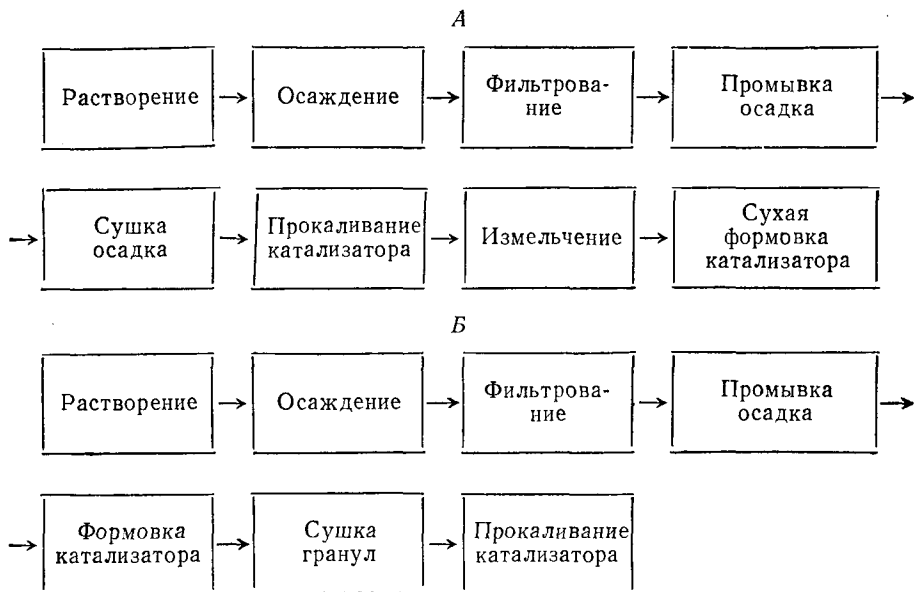 А
Растворение
Осаждение
Фильтрова-
ние
Промывка
осадка
Сушка
осадка
Прокаливание
катализатора
Измельчение
Сухая
формовка
катализатора
Б
Растворение
Осаждение
Фильтрова-
ние
Промывка
осадка
Формовка
катализатора
Сушка
гранул
Прокаливание
катализатора